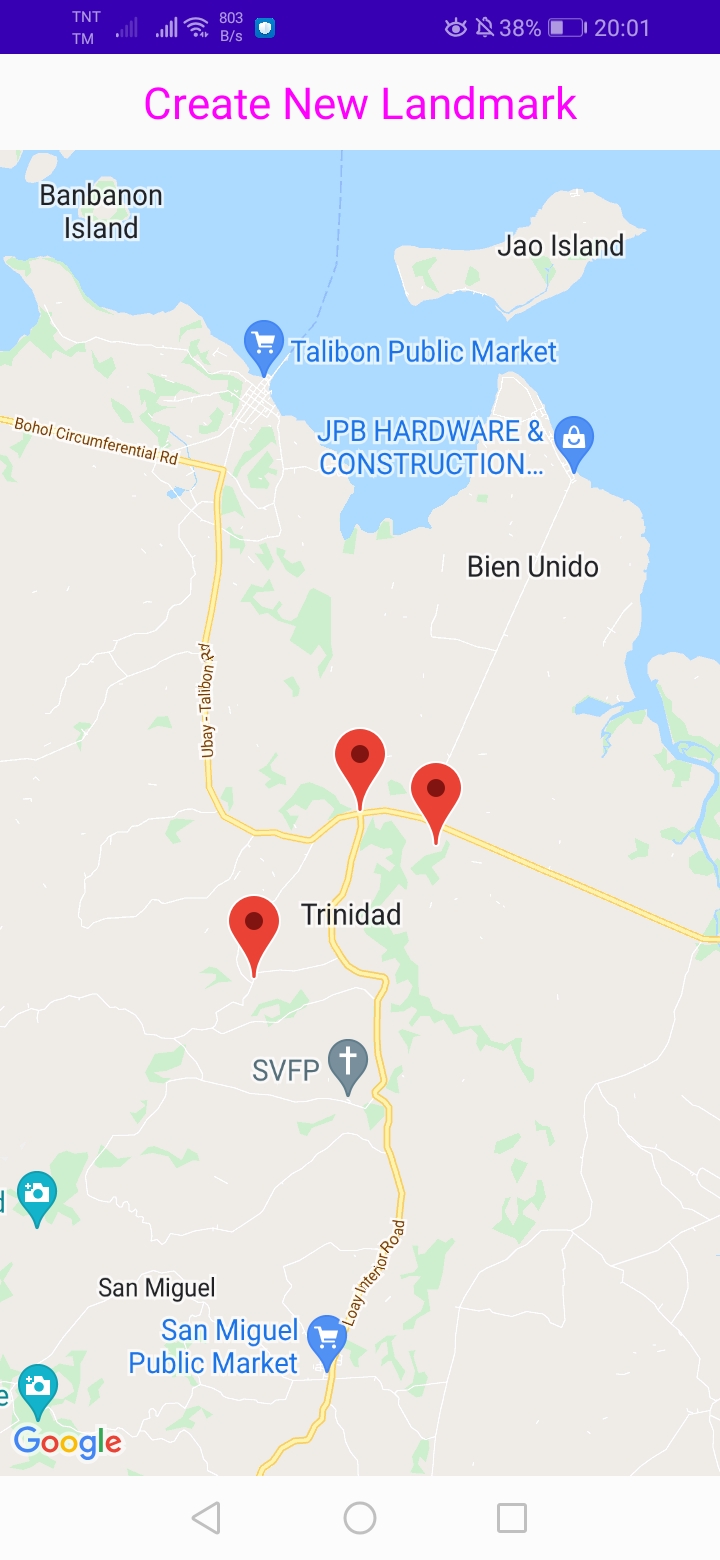 TNT
TM
803
B/s
38%
20:01
Create New Landmark
Banbanon
Island
Jao Island
Talibon Public Market
JPB HARDWARE &
CONSTRUCTION...
Bohol Circumferential Rd
Bien Unido
Ubay - Talibon Rd
Trinidad
SVFP
d
Loay Interior Road
San Miguel
San Miguel
Public Market
e
Google